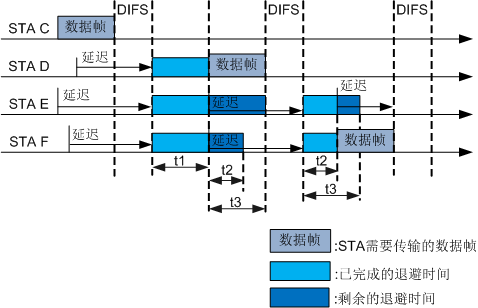 DIFS DIFS DIFS
STA C 数据帧
STA D 延迟 数据帧
STA E 延迟 延迟 延迟
STA F 延迟 延迟 数据帧
t1 t2
t2 t3
t3
数据帧 :STA需要传输的数据帧
:已完成的退避时间
:剩余的退避时间